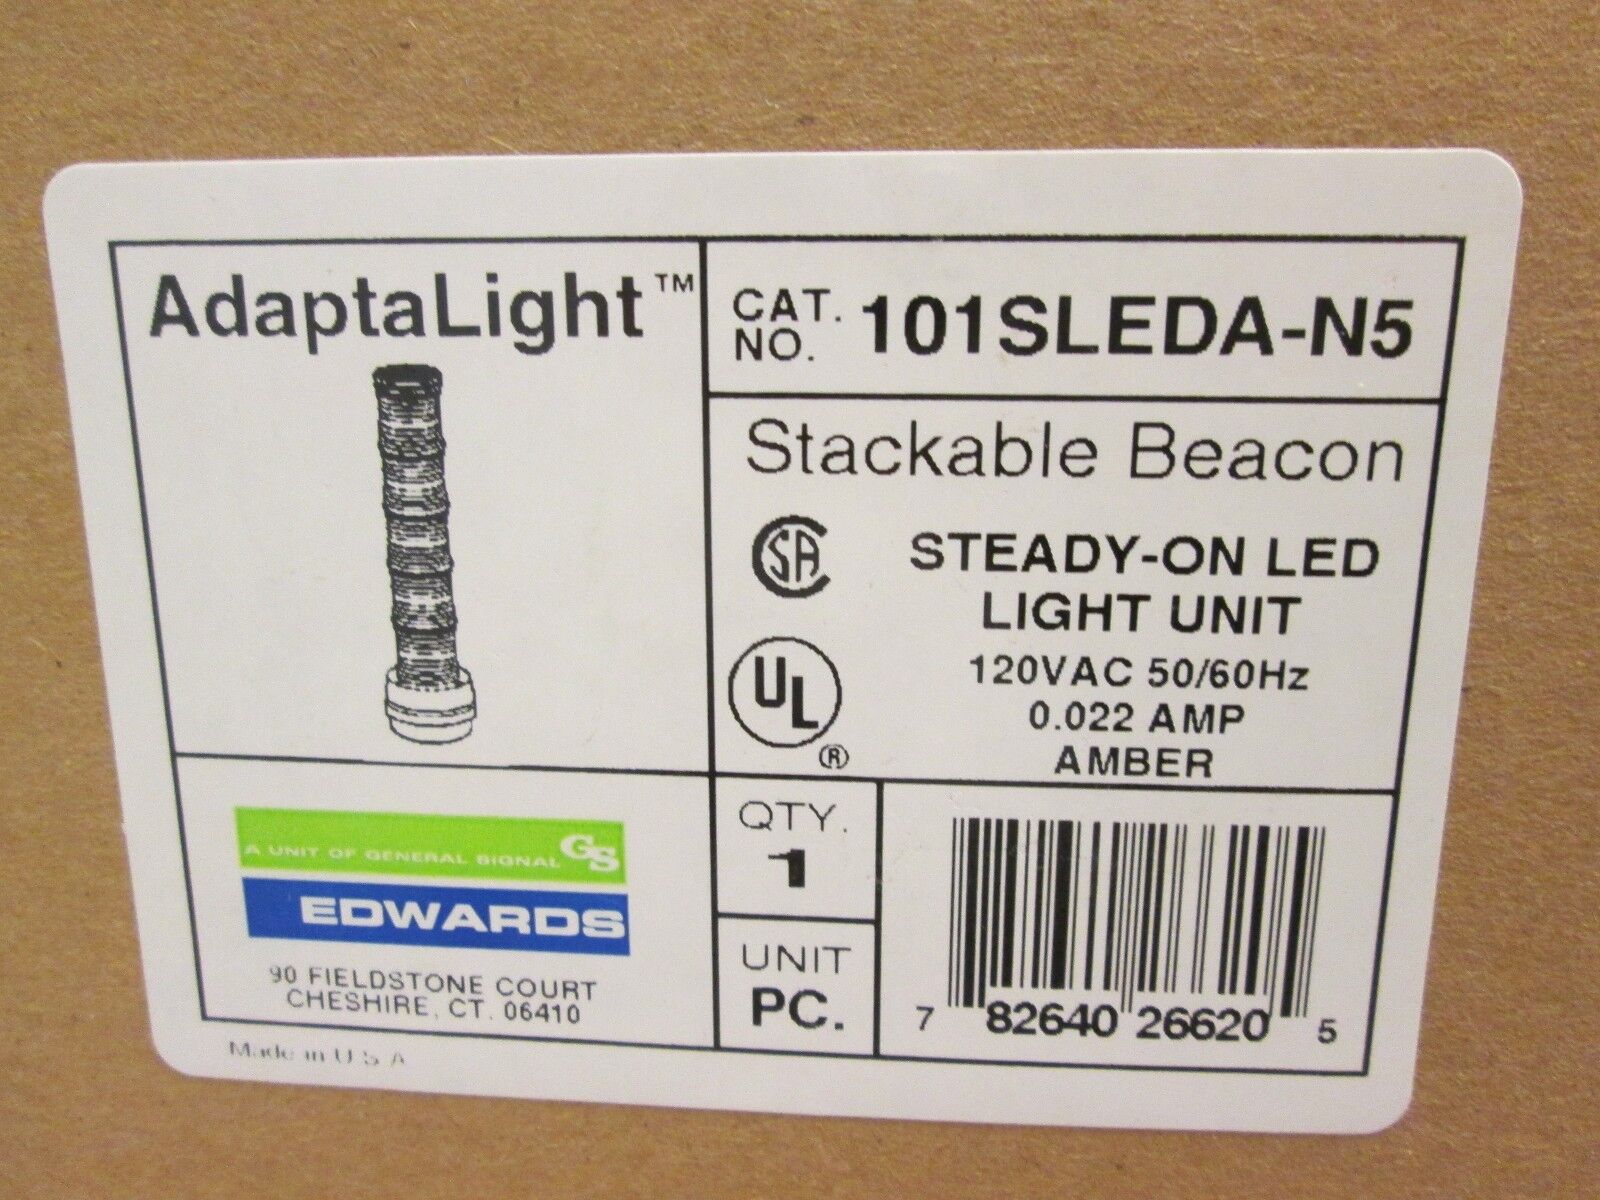 AdaptaLight™
CAT. NO. 101SLEDA-N5
Stackable Beacon
SA
STEADY-ON LED
LIGHT UNIT
UL
®
120VAC 50/60Hz
0.022 AMP
AMBER
A UNIT OF GENERAL SIGNAL GS
EDWARDS
90 FIELDSTONE COURT
CHESHIRE, CT. 06410
Made in U.S.A
QTY.
1
UNIT
PC.
7 82640 26620 5